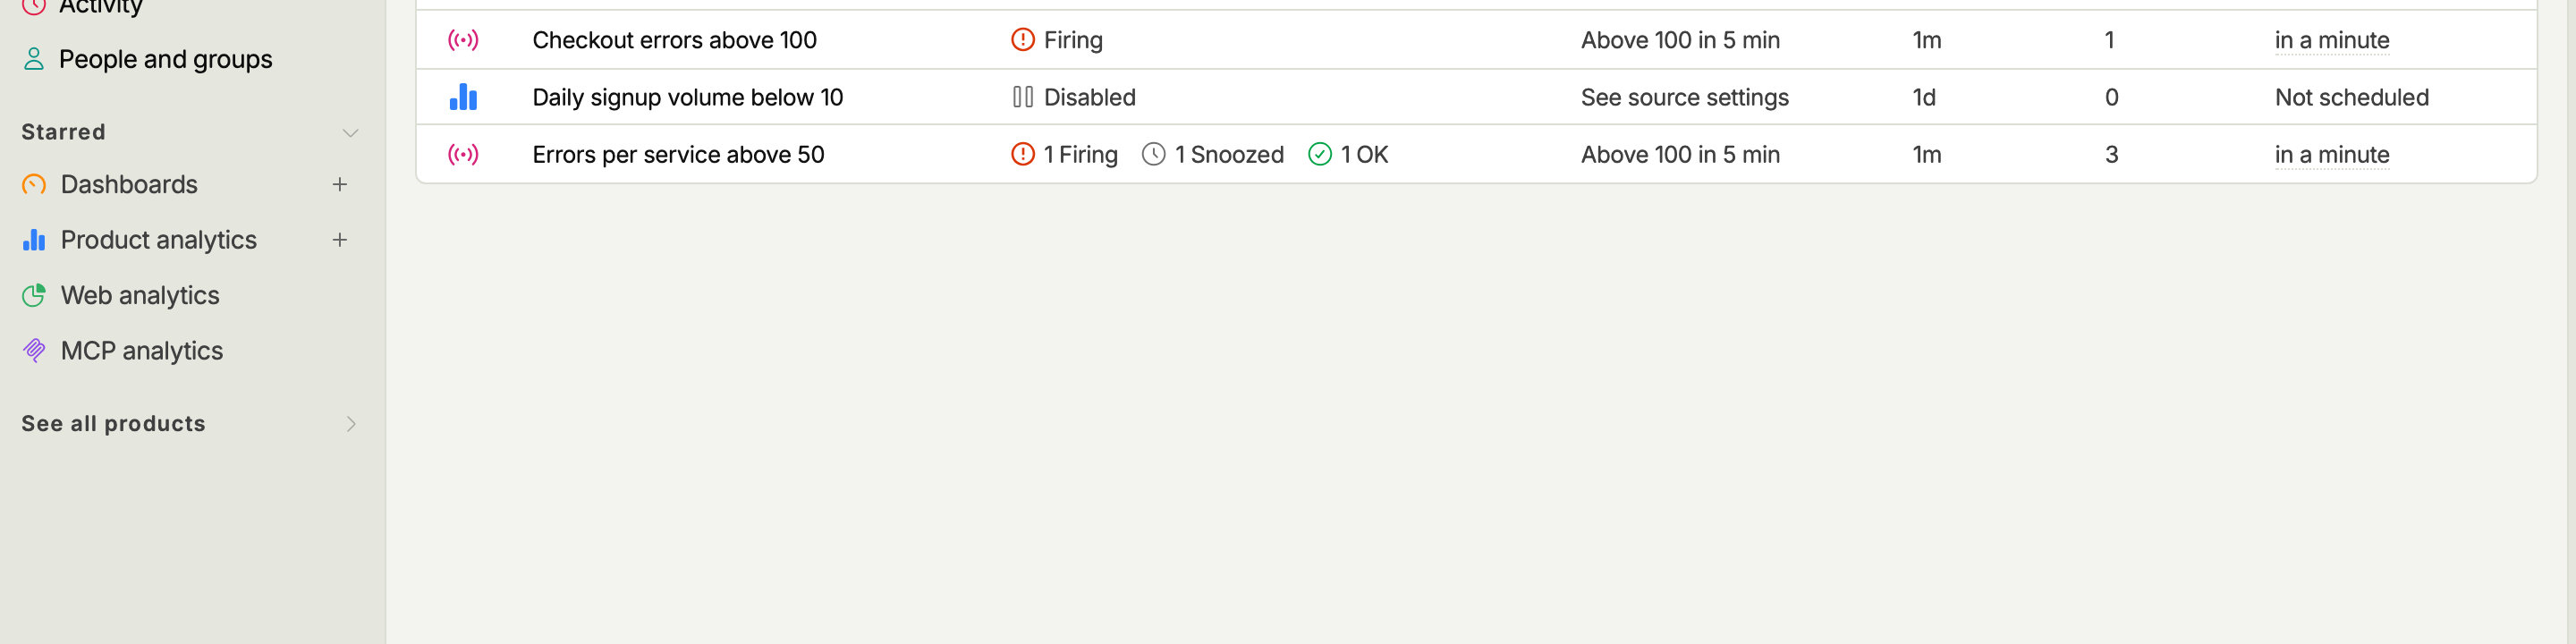 Activity
People and groups
Starred
Dashboards
Product analytics
Web analytics
MCP analytics
See all products
Checkout errors above 100 Firing Above 100 in 5 min 1m 1 in a minute
Daily signup volume below 10 Disabled See source settings 1d 0 Not scheduled
Errors per service above 50 1 Firing 1 Snoozed 1 OK Above 100 in 5 min 1m 3 in a minute